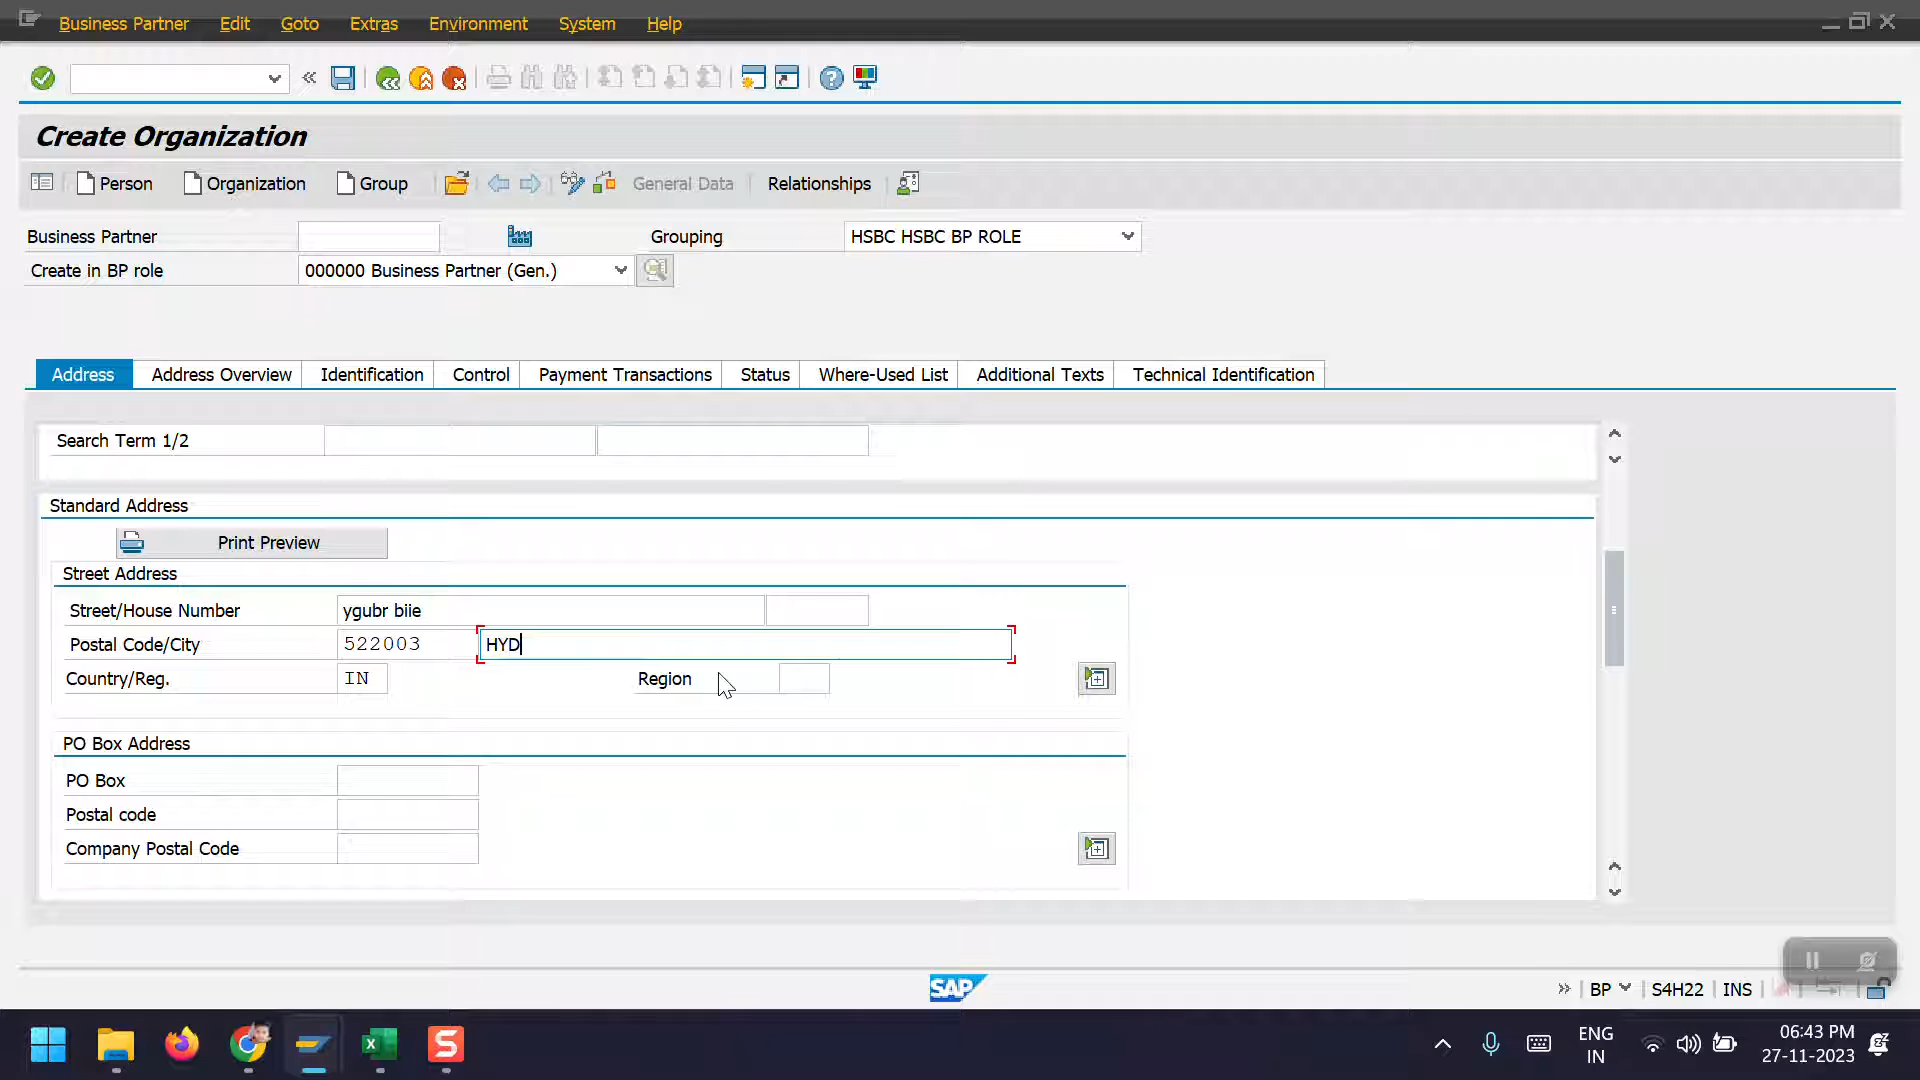 Business Partner Edit Goto Extras Environment System Help
Create Organization
Person Organization Group General Data Relationships
Business Partner Grouping HSBC HSBC BP ROLE
Create in BP role 000000 Business Partner (Gen.)
Address Address Overview Identification Control Payment Transactions Status Where-Used List Additional Texts Technical Identification
Search Term 1/2
Standard Address
Print Preview
Street Address
Street/House Number ygubr biie
Postal Code/City 522003 HYD
Country/Reg. IN Region
PO Box Address
PO Box
Postal code
Company Postal Code
SAP
BP S4H22 INS
ENG 06:43 PM
IN 27-11-2023